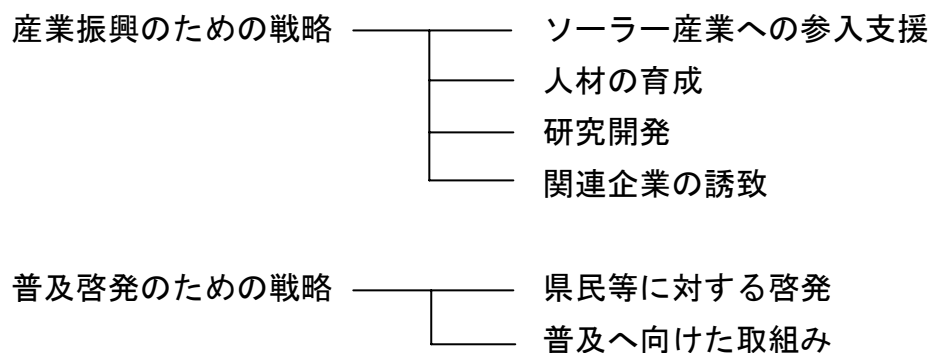 産業振興のための戦略
ソーラー産業への参入支援
人材の育成
研究開発
関連企業の誘致
普及啓発のための戦略
県民等に対する啓発
普及へ向けた取組み